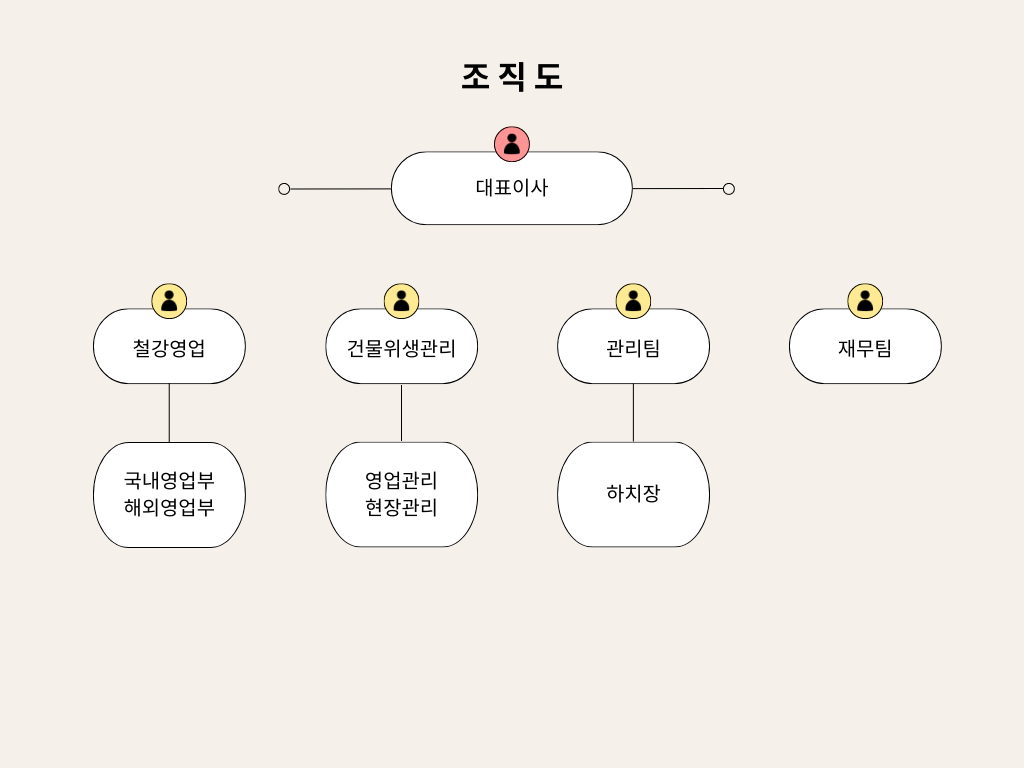 조직도
대표이사
철강영업
건물위생관리
관리팀
재무팀
국내영업부
해외영업부
영업관리
현장관리
하치장